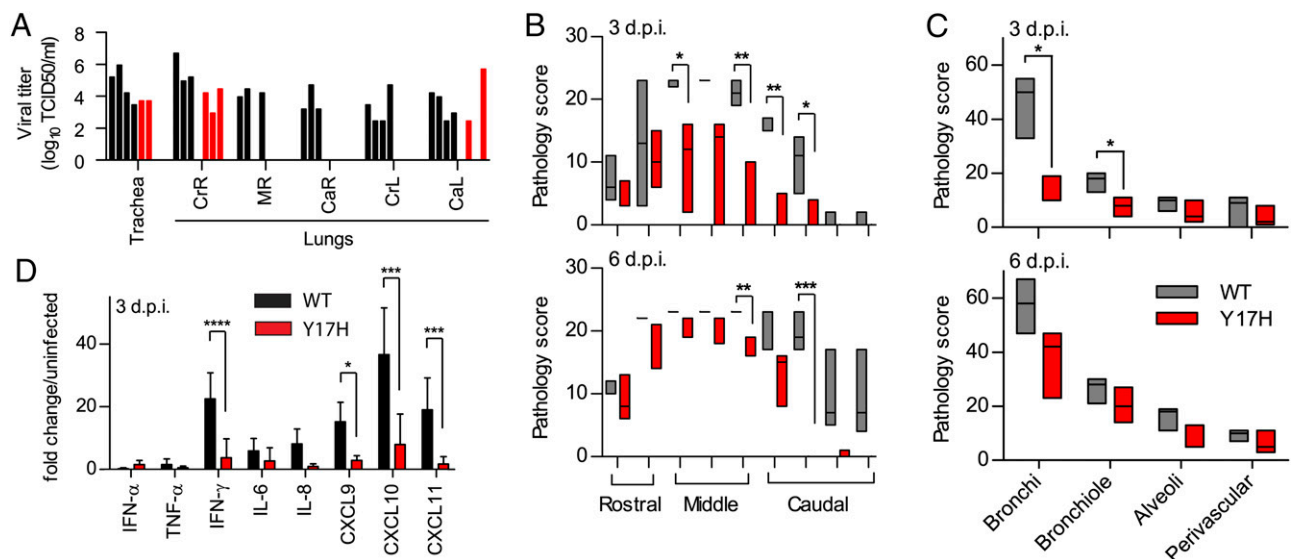 A
Viral titer
(log10 TCID50/ml)
8
6
4
2
0
Trachea
CrR
MR
CaR
CrL
CaL
Lungs
B
3 d.p.i.
Pathology score
30
20
10
0
*
**
**
*
6 d.p.i.
Pathology score
30
20
10
0
**
***
Rostral
Middle
Caudal
C
3 d.p.i.
Pathology score
60
40
20
0
*
*
6 d.p.i.
Pathology score
60
40
20
0
WT
Y17H
Bronchi
Bronchiole
Alveoli
Perivascular
D
3 d.p.i.
fold change/uninfected
40
20
0
WT
Y17H
****
*
***
***
IFN-α
TNF-α
IFN-γ
IL-6
IL-8
CXCL9
CXCL10
CXCL11